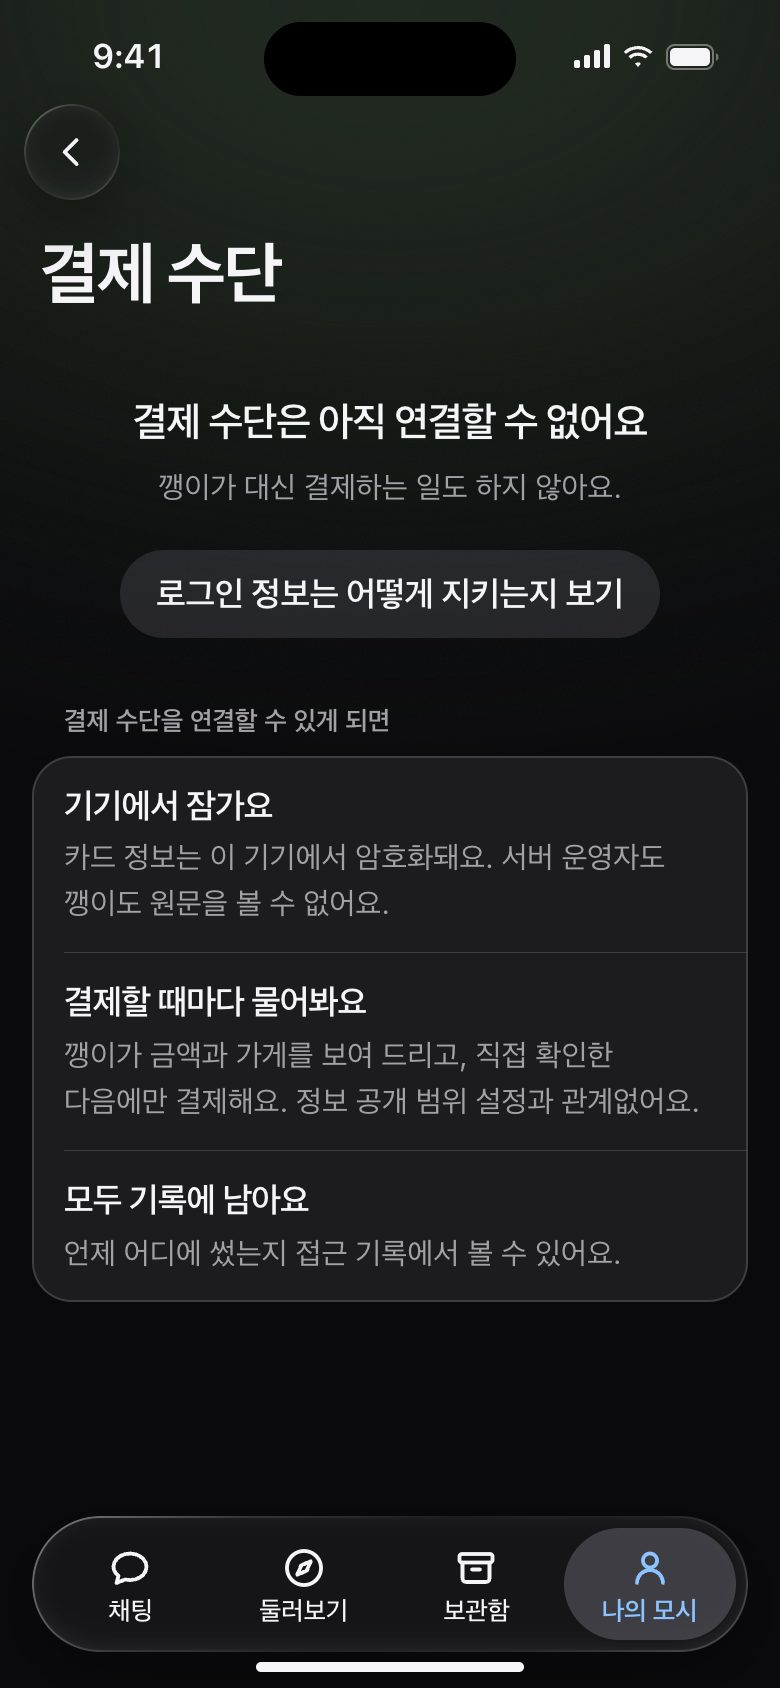 9:41
결제 수단
결제 수단은 아직 연결할 수 없어요
깽이가 대신 결제하는 일도 하지 않아요.
로그인 정보는 어떻게 지키는지 보기
결제 수단을 연결할 수 있게 되면
기기에서 잠가요
카드 정보는 이 기기에서 암호화돼요. 서버 운영자도
깽이도 원문을 볼 수 없어요.
결제할 때마다 물어봐요
깽이가 금액과 가게를 보여 드리고, 직접 확인한
다음에만 결제해요. 정보 공개 범위 설정과 관계없어요.
모두 기록에 남아요
언제 어디에 썼는지 접근 기록에서 볼 수 있어요.
채팅
둘러보기
보관함
나의 모시